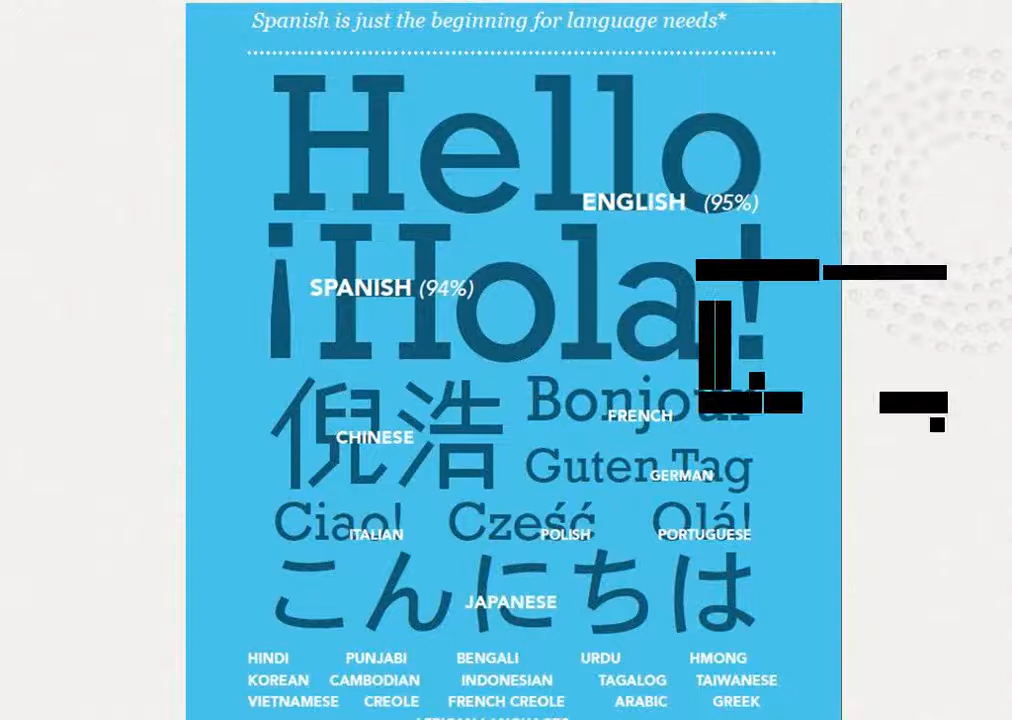 Spanish is just the beginning for language needs*
Hello
ENGLISH (95%)
¡Hola!
SPANISH (94%)
倪浩
CHINESE
Bonjour
FRENCH
Guten Tag
GERMAN
Ciao! Cześć Olá!
ITALIAN POLISH PORTUGUESE
こんにちは
JAPANESE
HINDI PUNJABI BENGALI URDU HMONG
KOREAN CAMBODIAN INDONESIAN TAGALOG TAIWANESE
VIETNAMESE CREOLE FRENCH CREOLE ARABIC GREEK